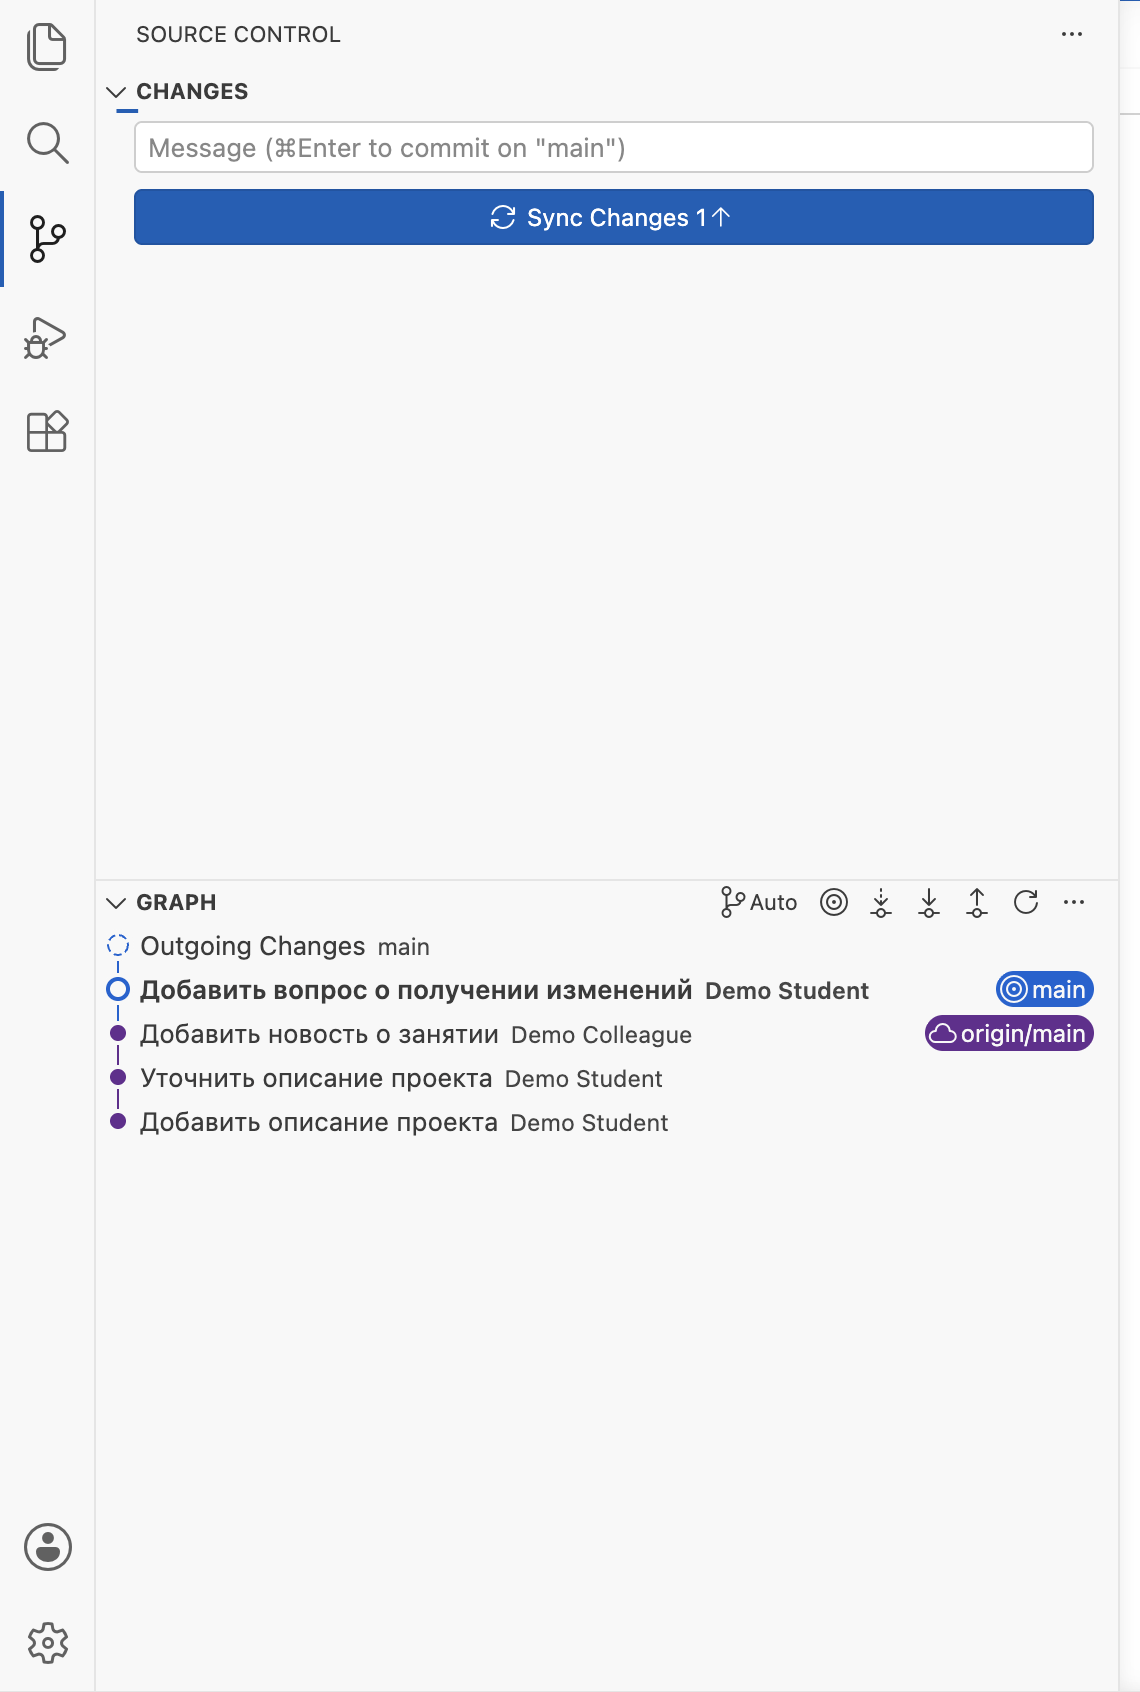 SOURCE CONTROL
CHANGES
Message (⌘Enter to commit on "main")
Sync Changes 1↑
GRAPH Auto
Outgoing Changes main
Добавить вопрос о получении изменений Demo Student main
Добавить новость о занятии Demo Colleague origin/main
Уточнить описание проекта Demo Student
Добавить описание проекта Demo Student